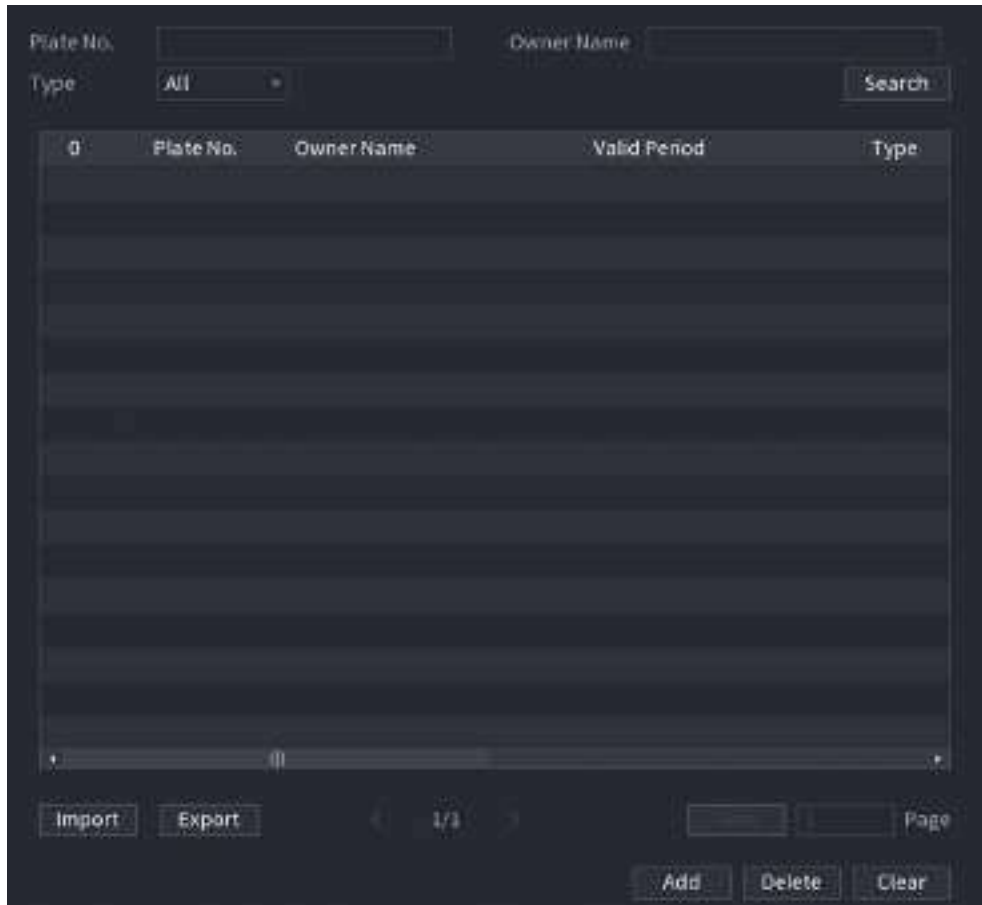 Plate No. Owner Name
Type All Search
0 Plate No. Owner Name Valid Period Type
Import Export 1/1 Page
Add Delete Clear